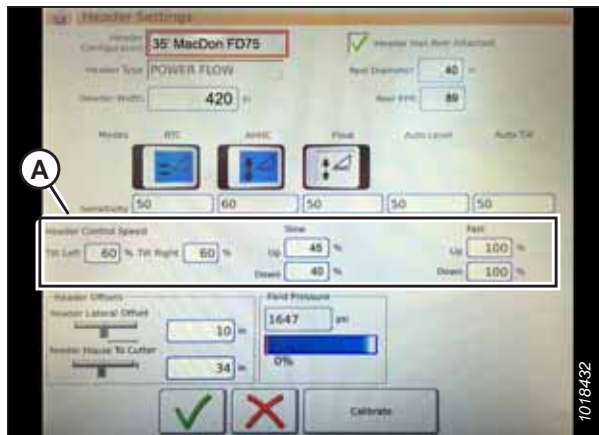 Header Settings
Header Configuration 35' MacDon FD75 Header Has Reel Attached
Header Type POWER FLOW Reel Diameter 40 in
Header Width 420 in Reel PPR 89
Modes RTC AHHC Float Auto Level Auto Tilt
Sensitivity 50 60 50 50 50
A
Header Control Speed Slow Fast
Tilt Left 60 % Tilt Right 60 % Up 45 % Up 100 %
Down 40 % Down 100 %
Header Offsets Field Pressure
Header Lateral Offset 1647 psi
10 in
Feeder House To Cutter 0%
34 in
Calibrate
1018432